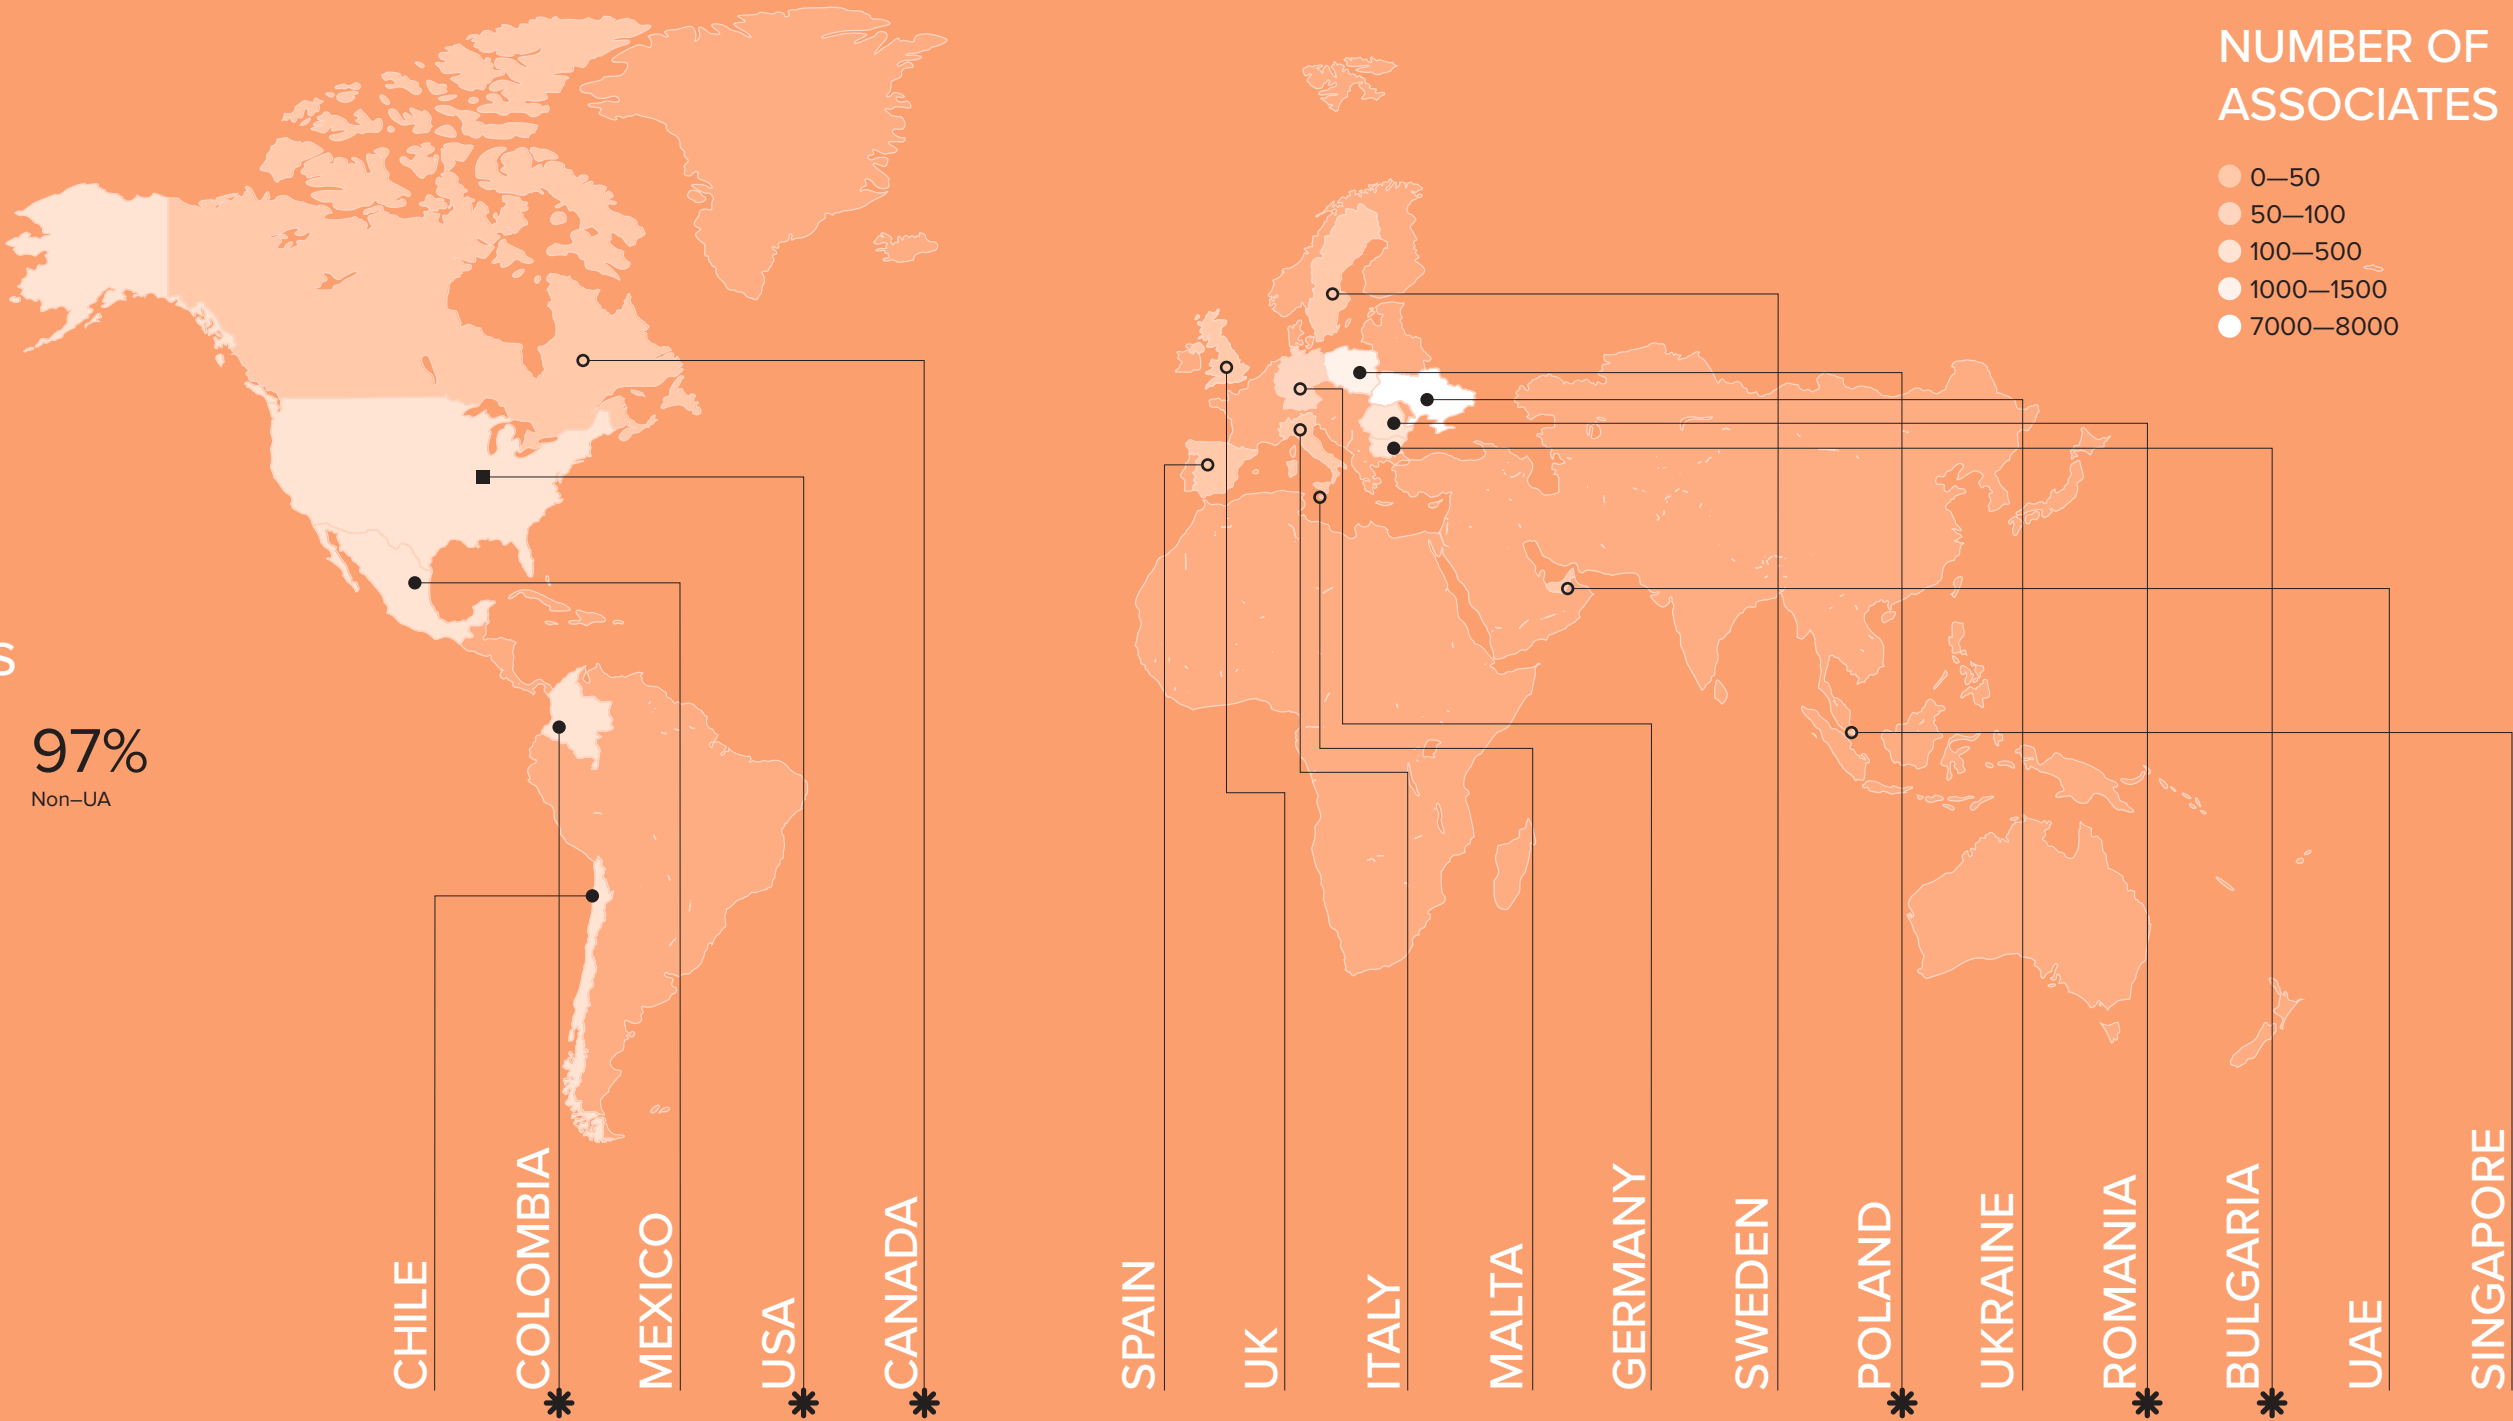 NUMBER OF
ASSOCIATES
0—50
50—100
100—500
1000—1500
7000—8000
S
97%
Non–UA
CHILE
COLOMBIA
MEXICO
USA
CANADA
SPAIN
UK
ITALY
MALTA
GERMANY
SWEDEN
POLAND
UKRAINE
ROMANIA
BULGARIA
UAE
SINGAPORE